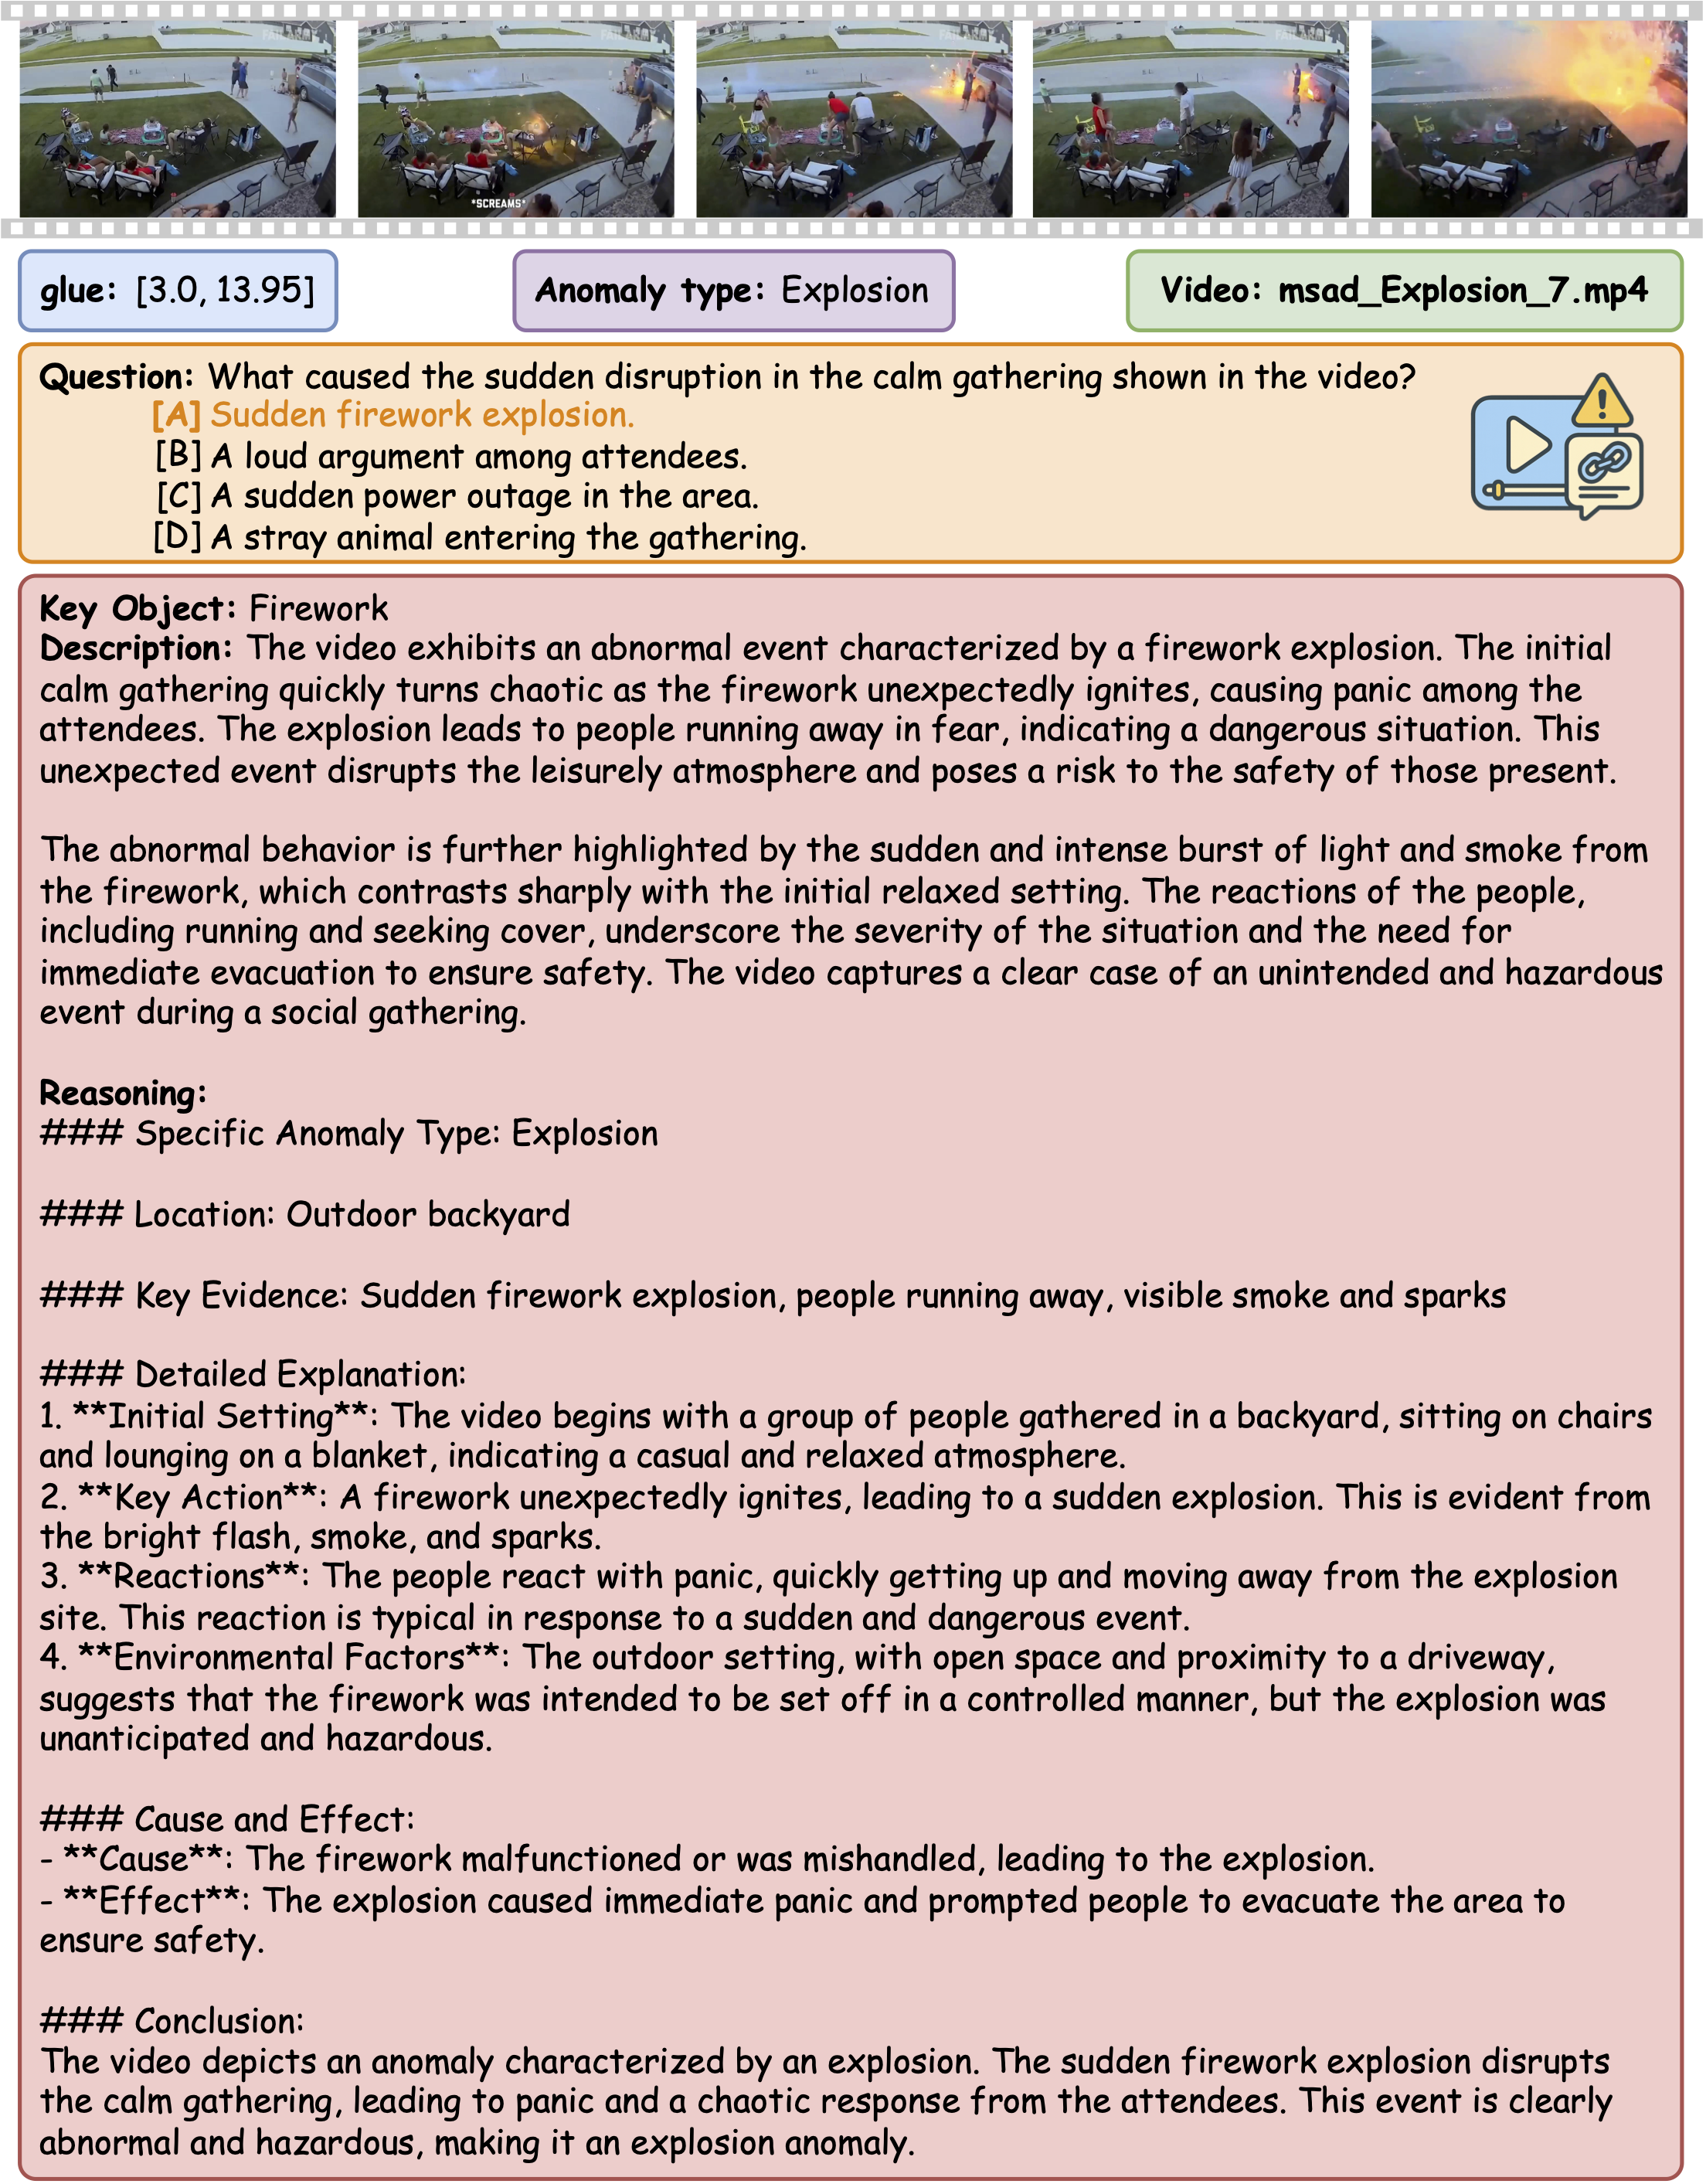 FAILARMY
FAILARMY
FAILARMY
FAILARMY
*SCREAMS*
glue: [3.0, 13.95]
Anomaly type: Explosion
Video: msad_Explosion_7.mp4
Question: What caused the sudden disruption in the calm gathering shown in the video?
[A] Sudden firework explosion.
[B] A loud argument among attendees.
[C] A sudden power outage in the area.
[D] A stray animal entering the gathering.
Key Object: Firework
Description: The video exhibits an abnormal event characterized by a firework explosion. The initial
calm gathering quickly turns chaotic as the firework unexpectedly ignites, causing panic among the
attendees. The explosion leads to people running away in fear, indicating a dangerous situation. This
unexpected event disrupts the leisurely atmosphere and poses a risk to the safety of those present.
The abnormal behavior is further highlighted by the sudden and intense burst of light and smoke from
the firework, which contrasts sharply with the initial relaxed setting. The reactions of the people,
including running and seeking cover, underscore the severity of the situation and the need for
immediate evacuation to ensure safety. The video captures a clear case of an unintended and hazardous
event during a social gathering.
Reasoning:
### Specific Anomaly Type: Explosion
### Location: Outdoor backyard
### Key Evidence: Sudden firework explosion, people running away, visible smoke and sparks
### Detailed Explanation:
1. **Initial Setting**: The video begins with a group of people gathered in a backyard, sitting on chairs
and lounging on a blanket, indicating a casual and relaxed atmosphere.
2. **Key Action**: A firework unexpectedly ignites, leading to a sudden explosion. This is evident from
the bright flash, smoke, and sparks.
3. **Reactions**: The people react with panic, quickly getting up and moving away from the explosion
site. This reaction is typical in response to a sudden and dangerous event.
4. **Environmental Factors**: The outdoor setting, with open space and proximity to a driveway,
suggests that the firework was intended to be set off in a controlled manner, but the explosion was
unanticipated and hazardous.
### Cause and Effect:
- **Cause**: The firework malfunctioned or was mishandled, leading to the explosion.
- **Effect**: The explosion caused immediate panic and prompted people to evacuate the area to
ensure safety.
### Conclusion:
The video depicts an anomaly characterized by an explosion. The sudden firework explosion disrupts
the calm gathering, leading to panic and a chaotic response from the attendees. This event is clearly
abnormal and hazardous, making it an explosion anomaly.